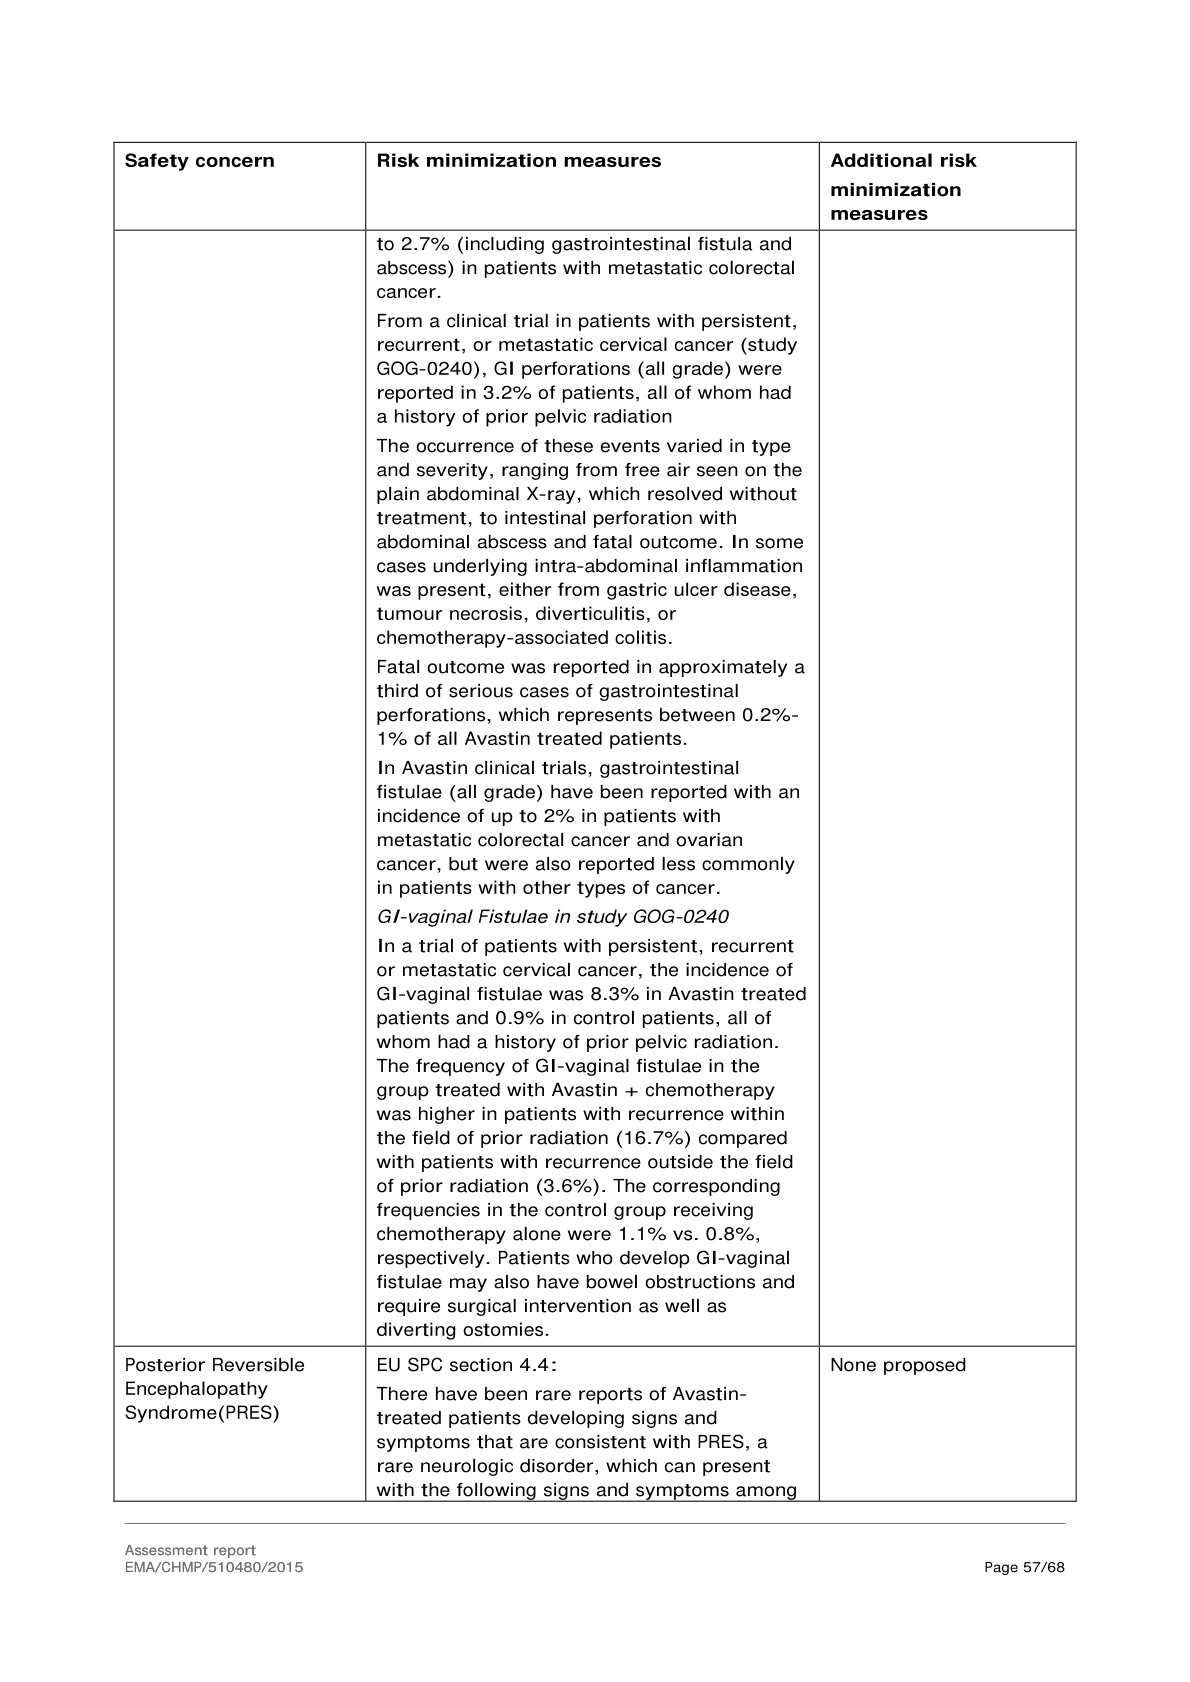 Safety concern
Risk minimization measures
Additional risk
minimization
measures
to 2.7% (including gastrointestinal fistula and
abscess) in patients with metastatic colorectal
cancer.
From a clinical trial in patients with persistent,
recurrent, or metastatic cervical cancer (study
GOG-0240), GI perforations (all grade) were
reported in 3.2% of patients, all of whom had
a history of prior pelvic radiation
The occurrence of these events varied in type
and severity, ranging from free air seen on the
plain abdominal X-ray, which resolved without
treatment, to intestinal perforation with
abdominal abscess and fatal outcome. In some
cases underlying intra-abdominal inflammation
was present, either from gastric ulcer disease,
tumour necrosis, diverticulitis, or
chemotherapy-associated colitis.
Fatal outcome was reported in approximately a
third of serious cases of gastrointestinal
perforations, which represents between 0.2%-
1% of all Avastin treated patients.
In Avastin clinical trials, gastrointestinal
fistulae (all grade) have been reported with an
incidence of up to 2% in patients with
metastatic colorectal cancer and ovarian
cancer, but were also reported less commonly
in patients with other types of cancer.
GI-vaginal Fistulae in study GOG-0240
In a trial of patients with persistent, recurrent
or metastatic cervical cancer, the incidence of
GI-vaginal fistulae was 8.3% in Avastin treated
patients and 0.9% in control patients, all of
whom had a history of prior pelvic radiation.
The frequency of GI-vaginal fistulae in the
group treated with Avastin + chemotherapy
was higher in patients with recurrence within
the field of prior radiation (16.7%) compared
with patients with recurrence outside the field
of prior radiation (3.6%). The corresponding
frequencies in the control group receiving
chemotherapy alone were 1.1% vs. 0.8%,
respectively. Patients who develop GI-vaginal
fistulae may also have bowel obstructions and
require surgical intervention as well as
diverting ostomies.
Posterior Reversible
Encephalopathy
Syndrome(PRES)
EU SPC section 4.4:
There have been rare reports of Avastin-
treated patients developing signs and
symptoms that are consistent with PRES, a
rare neurologic disorder, which can present
with the following signs and symptoms among
None proposed
Assessment report
EMA/CHMP/510480/2015
Page 57/68